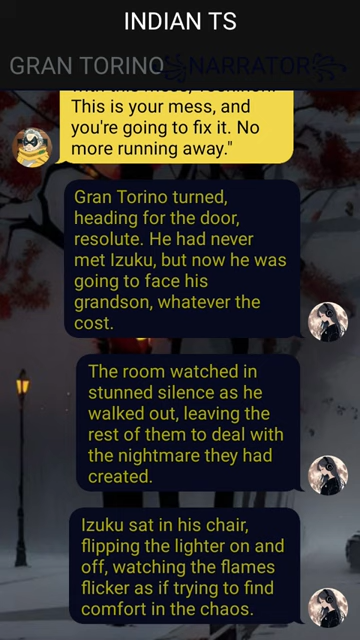 INDIAN TS
GRAN TORINO꧁NARRATOR꧂
This is your mess, and
you're going to fix it. No
more running away."
Gran Torino turned,
heading for the door,
resolute. He had never
met Izuku, but now he was
going to face his
grandson, whatever the
cost.
The room watched in
stunned silence as he
walked out, leaving the
rest of them to deal with
the nightmare they had
created.
Izuku sat in his chair,
flipping the lighter on and
off, watching the flames
flicker as if trying to find
comfort in the chaos.